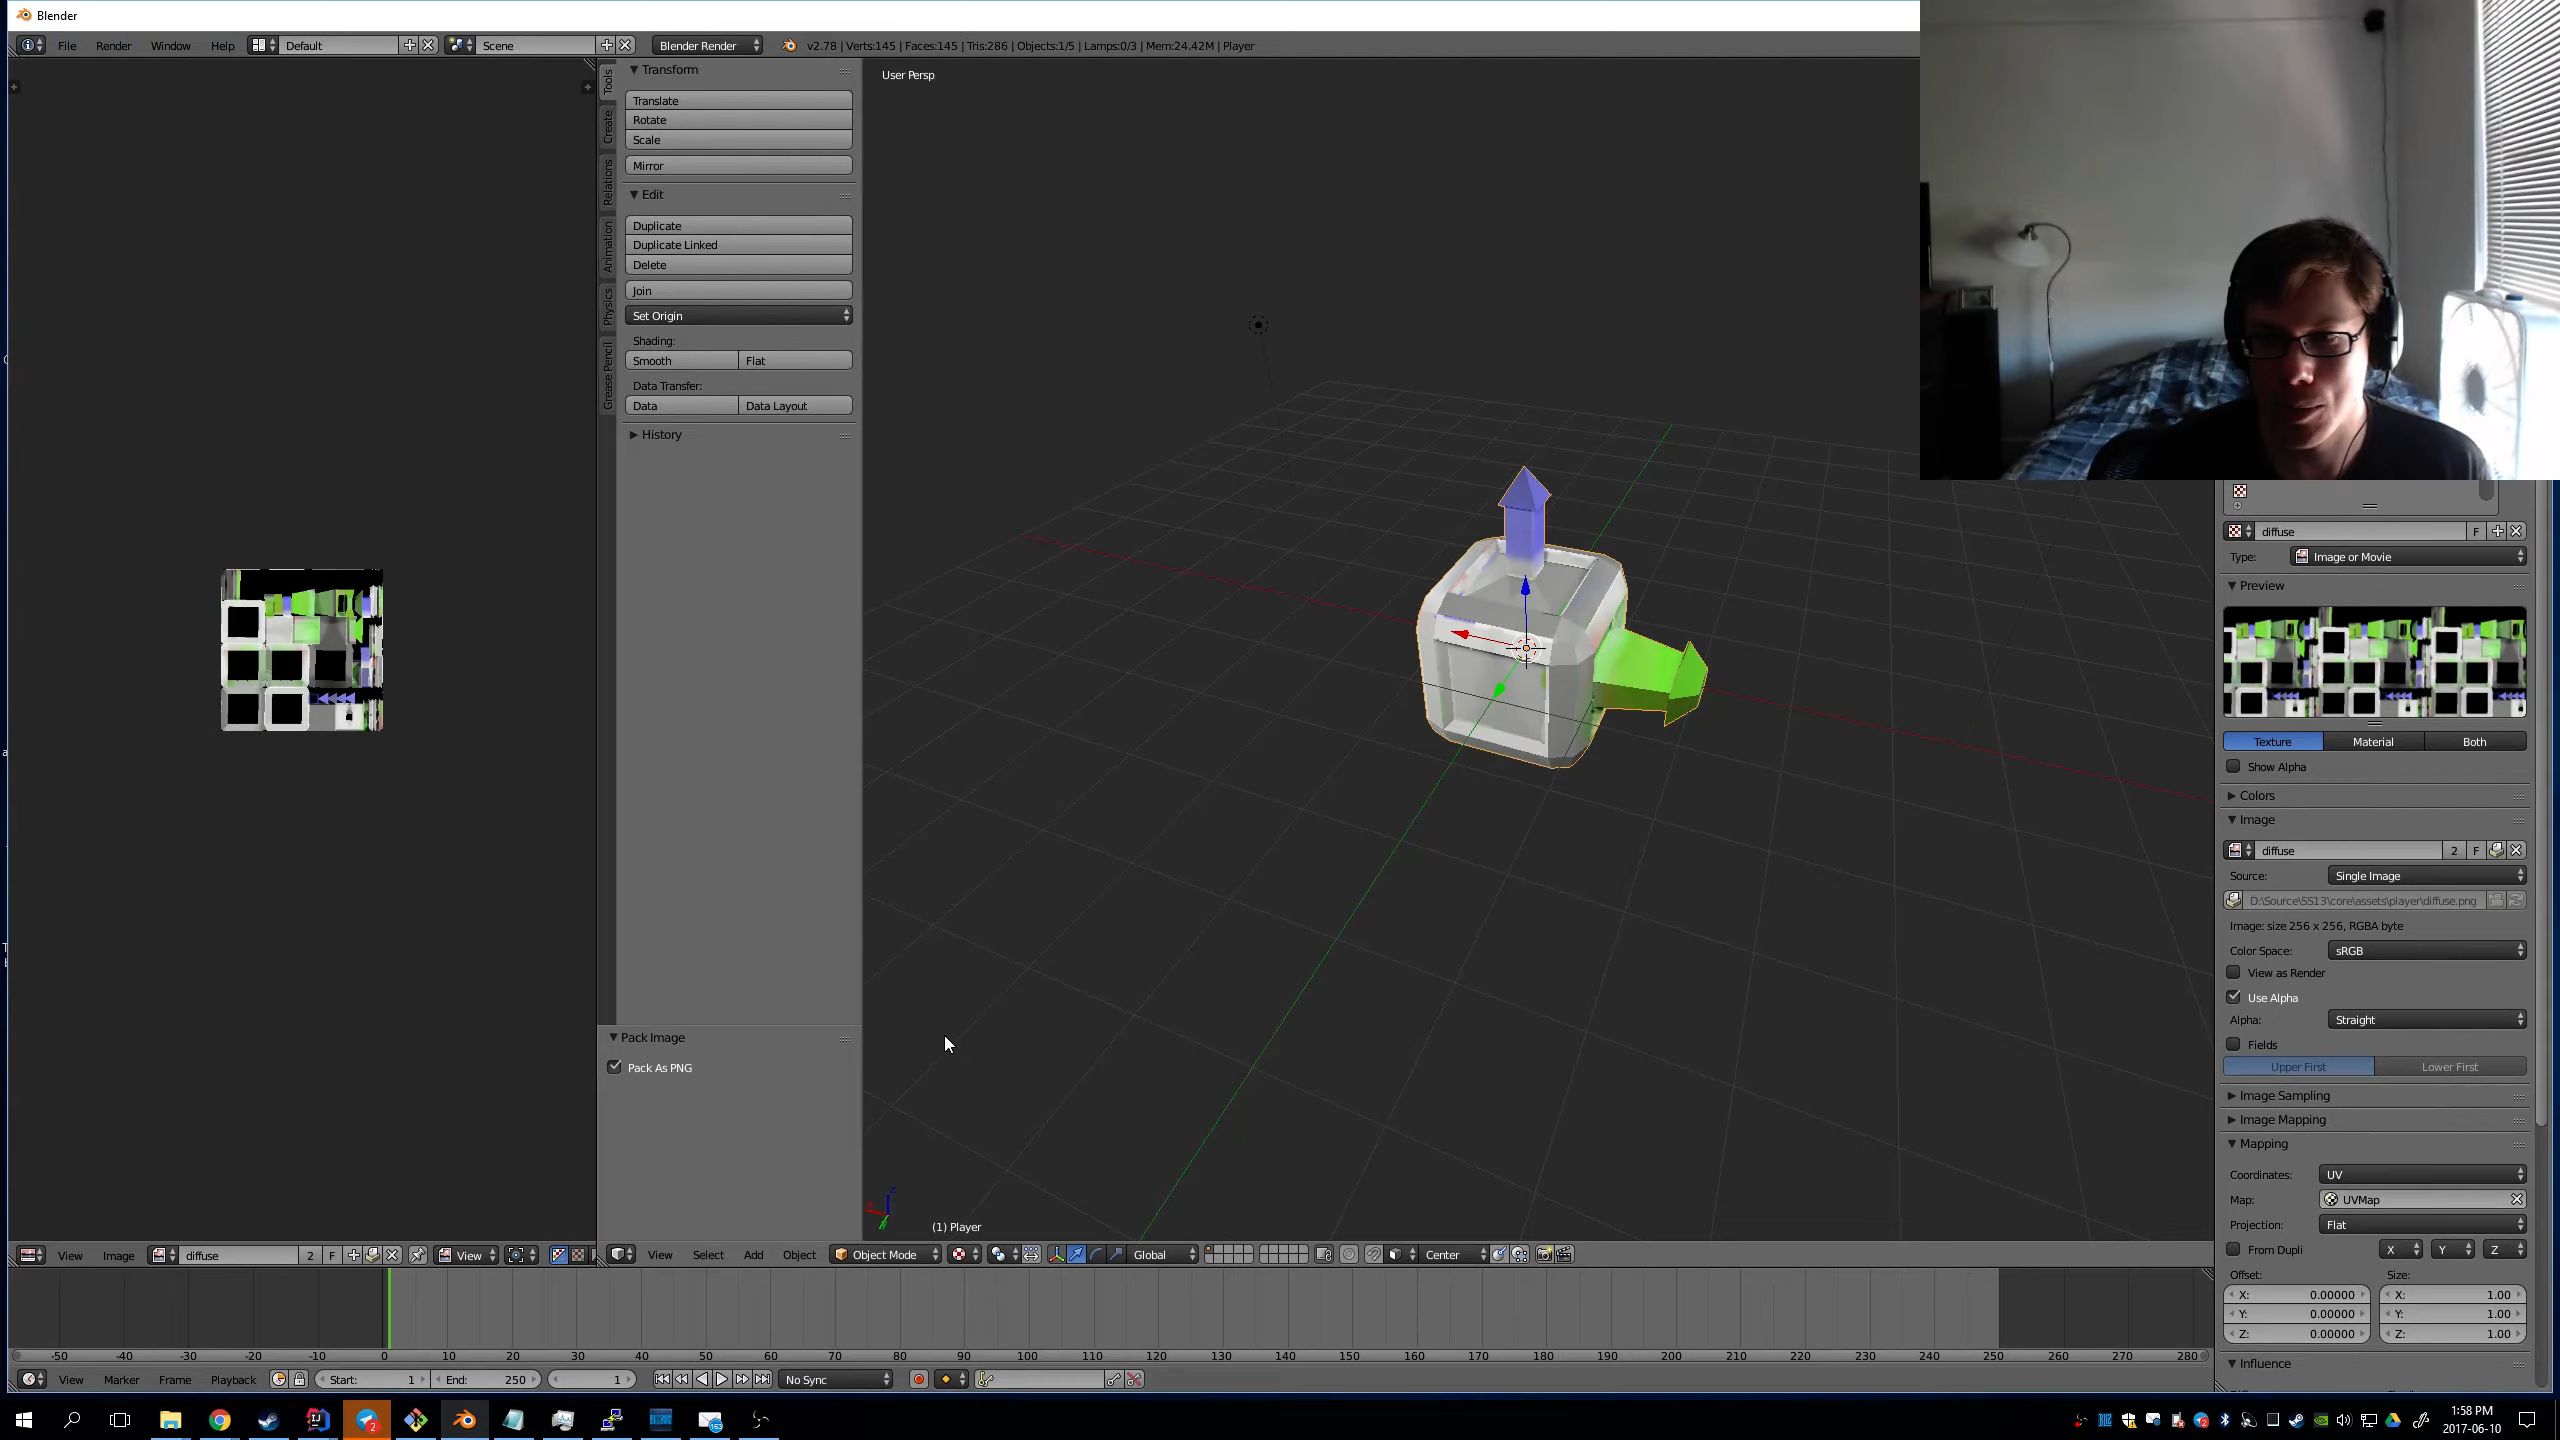 Blender
File Render Window Help Default Scene Blender Render v2.78 | Verts:145 | Faces:145 | Tris:286 | Objects:1/5 | Lamps:0/3 | Mem:24.42M | Player
Tools
Create
Relations
Animation
Physics
Grease Pencil
Transform
Translate
Rotate
Scale
Mirror
Edit
Duplicate
Duplicate Linked
Delete
Join
Set Origin
Shading:
Smooth Flat
Data Transfer:
Data Data Layout
History
Pack Image
Pack As PNG
User Persp
(1) Player
diffuse F
Type: Image or Movie
Preview
Texture Material Both
Show Alpha
Colors
Image
diffuse 2 F
Source: Single Image
D:\Source\SS13\core\assets\player\diffuse.png
Image: size 256 x 256, RGBA byte
Color Space: sRGB
View as Render
Use Alpha
Alpha: Straight
Fields
Upper First Lower First
Image Sampling
Image Mapping
Mapping
Coordinates: UV
Map: UVMap
Projection: Flat
From Dupli X Y Z
Offset: Size:
X: 0.00000 X: 1.00
Y: 0.00000 Y: 1.00
Z: 0.00000 Z: 1.00
Influence
View Image diffuse 2 F View
View Select Add Object Object Mode Global Center
-50 -40 -30 -20 -10 0 10 20 30 40 50 60 70 80 90 100 110 120 130 140 150 160 170 180 190 200 210 220 230 240 250 260 270 280
View Marker Frame Playback Start: 1 End: 250 1 No Sync
1:58 PM
2017-06-10